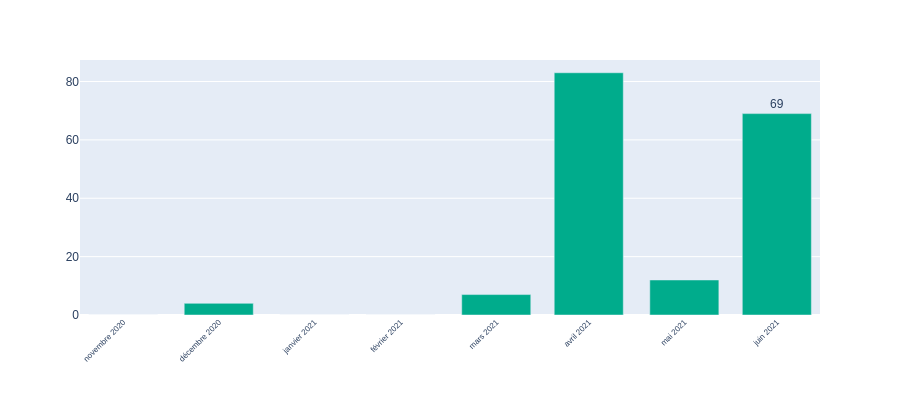 80
69
60
40
20
0
novembre 2020
décembre 2020
janvier 2021
février 2021
mars 2021
avril 2021
mai 2021
juin 2021